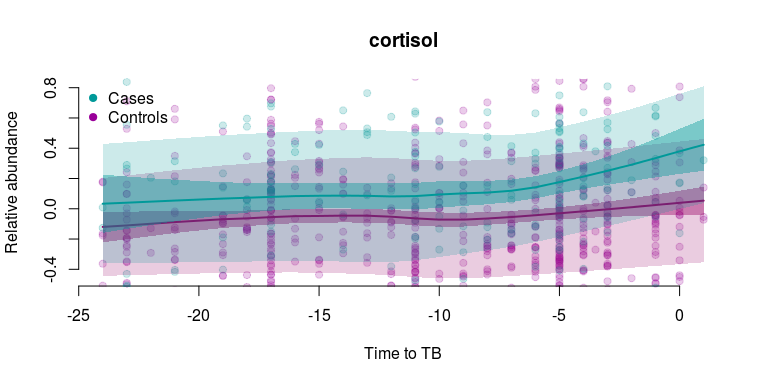 cortisol
Cases
Controls
Relative abundance
0.8
0.4
0.0
-0.4
-25
-20
-15
-10
-5
0
Time to TB